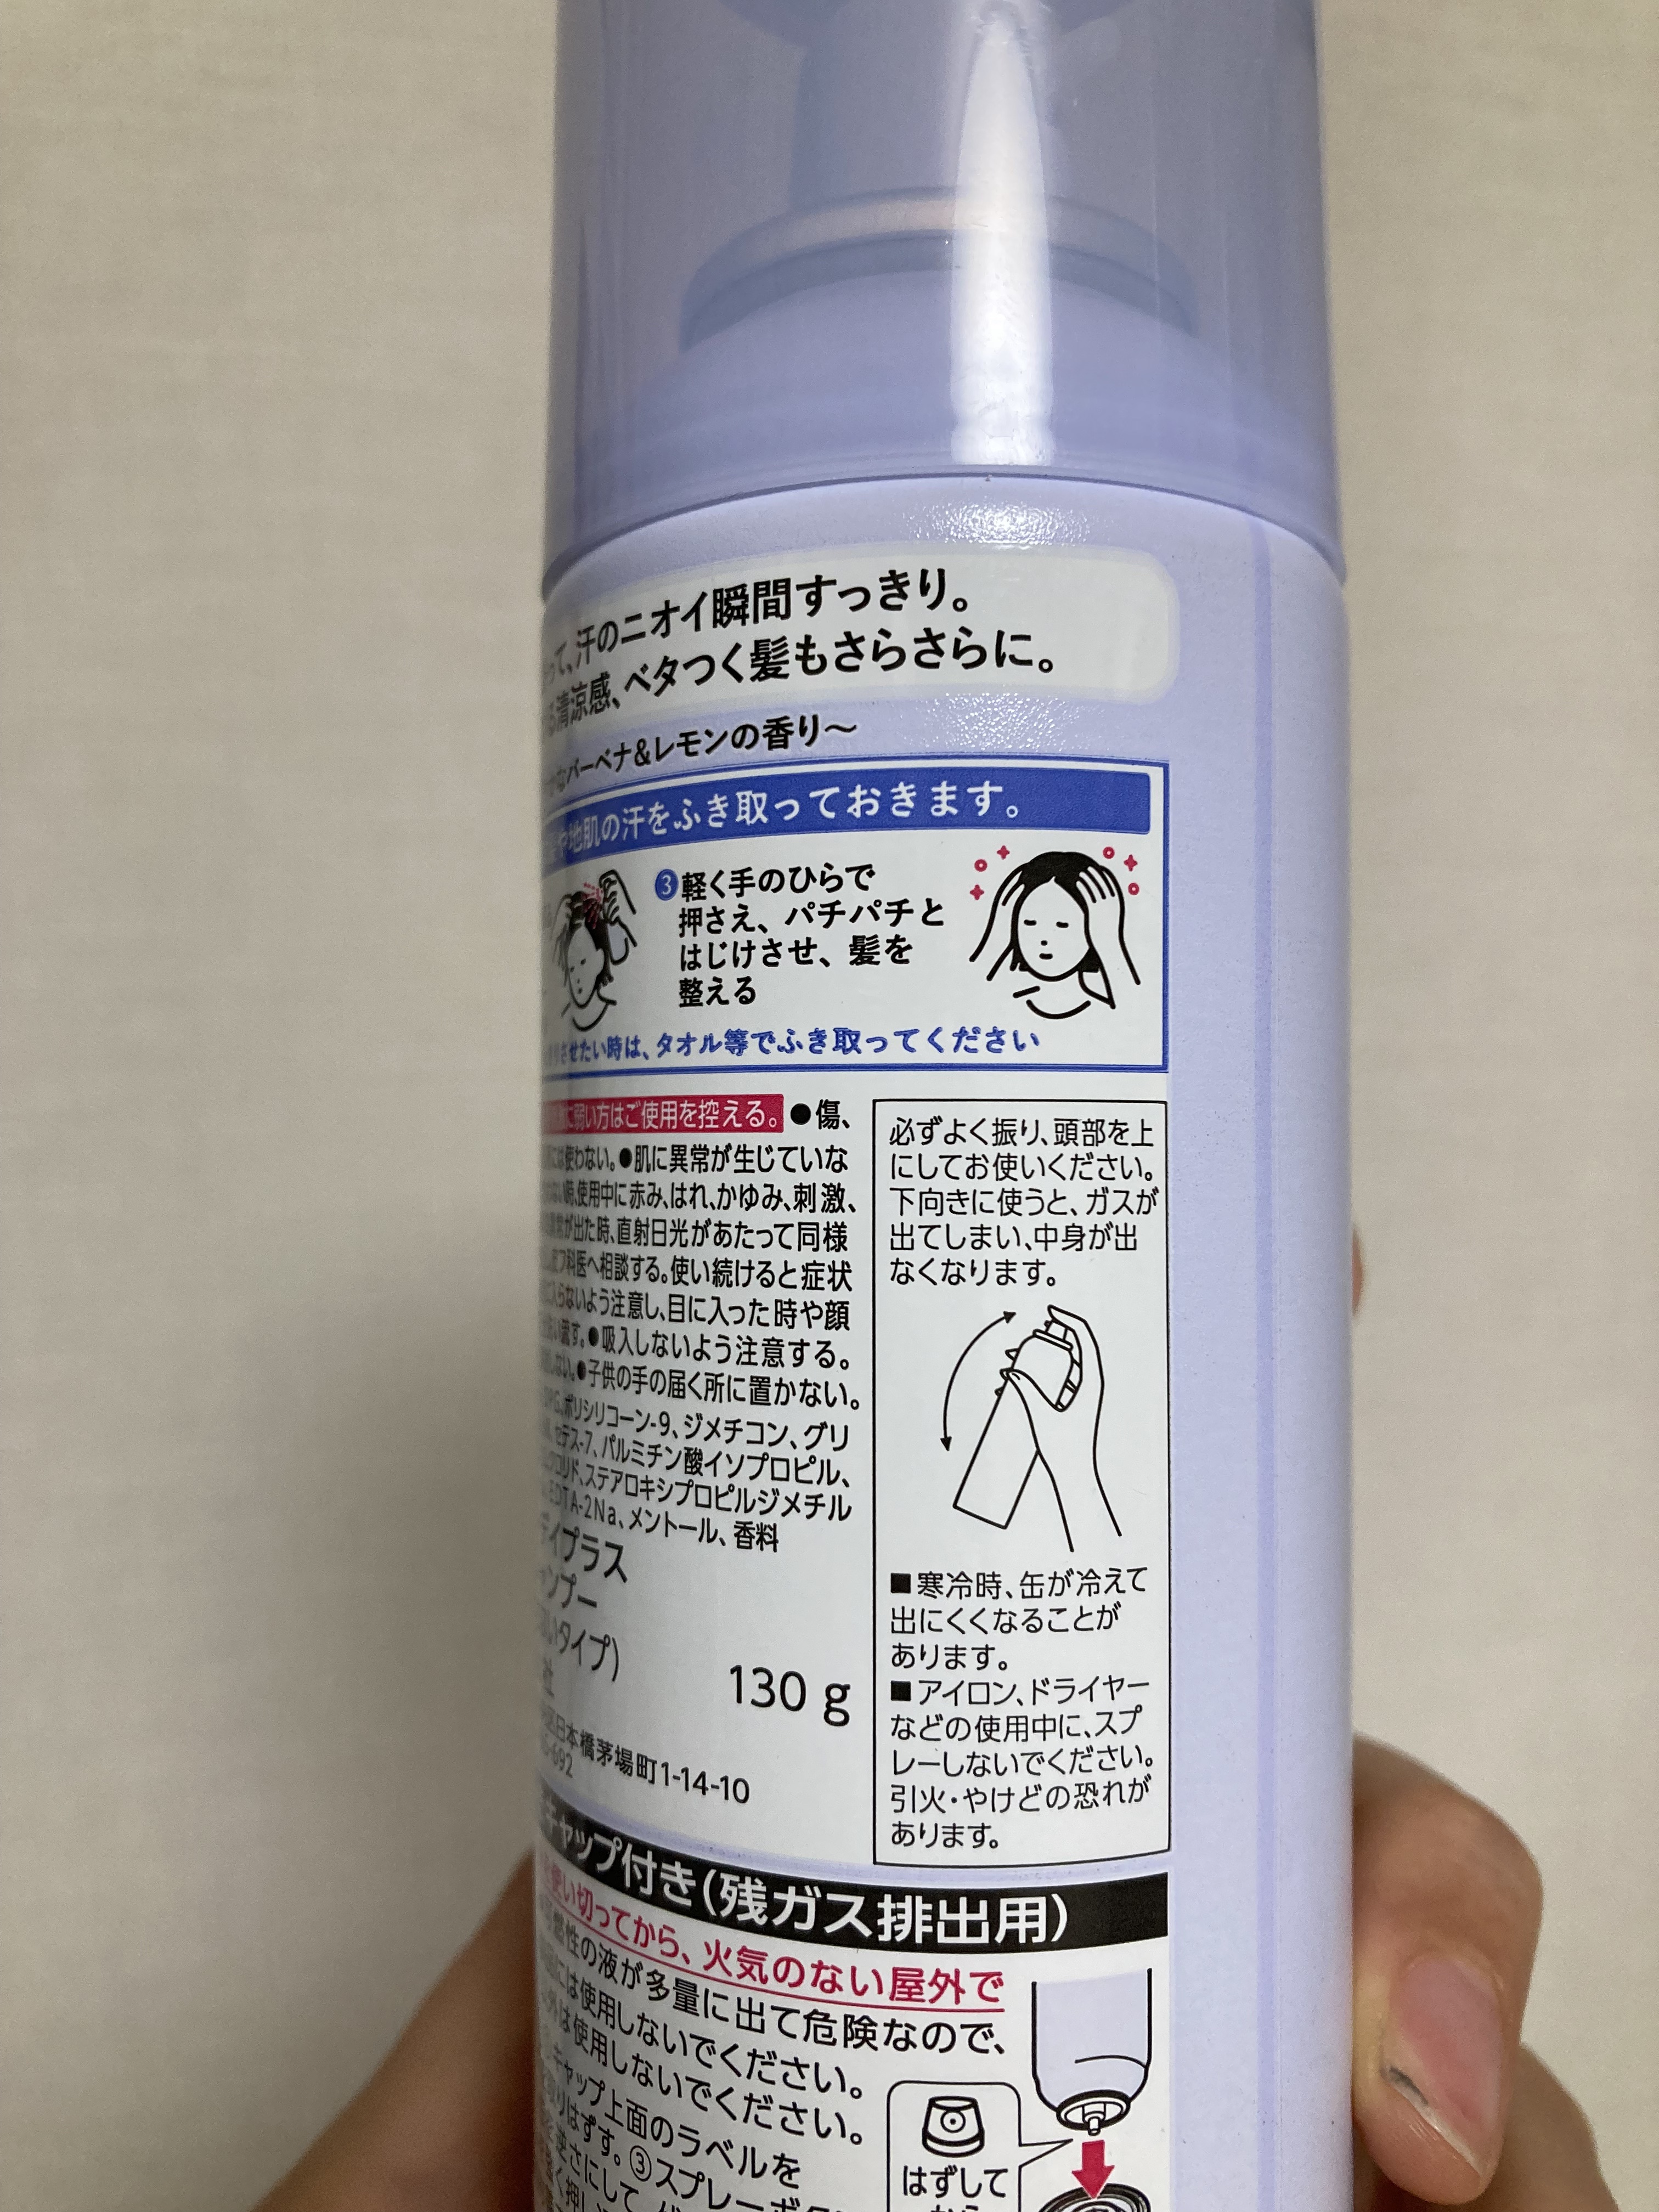 て、汗のニオイ瞬間すっきり。
清涼感、ベタつく髪もさらさらに。
バーベナ&レモンの香り〜
地肌の汗をふき取っておきます。
③軽く手のひらで
押さえ、パチパチと
はじけさせ、髪を
整える
させたい時は、タオル等でふき取ってください
に弱い方はご使用を控える。●傷、
には使わない。●肌に異常が生じていな
時、使用中に赤み、はれ、かゆみ、刺激、
が出た時、直射日光があたって同様
科医へ相談する。使い続けると症状
らないよう注意し、目に入った時や顔
流す。●吸入しないよう注意する。
ない。●子供の手の届く所に置かない。
ポリシリコーン-9、ジメチコン、グリ
セテス-7、パルミチン酸イソプロピル、
ステアロキシプロピルジメチル
EDTA-2Na、メントール、香料
ィプラス
ンプー
タイプ)
社
130 g
日本橋茅場町1-14-10
-692
必ずよく振り、頭部を上
にしてお使いください。
下向きに使うと、ガスが
出てしまい、中身が出
なくなります。
■寒冷時、缶が冷えて
出にくくなることが
あります。
■アイロン、ドライヤー
などの使用中に、スプ
レーしないでください。
引火・やけどの恐れが
あります。
キャップ付き(残ガス排出用)
使い切ってから、火気のない屋外で
性の液が多量に出て危険なので、
には使用しないでください。
外は使用しないでください。
キャップ上面のラベルを
はずす。③スプレーボタ
さにして
く押し
はずして
から